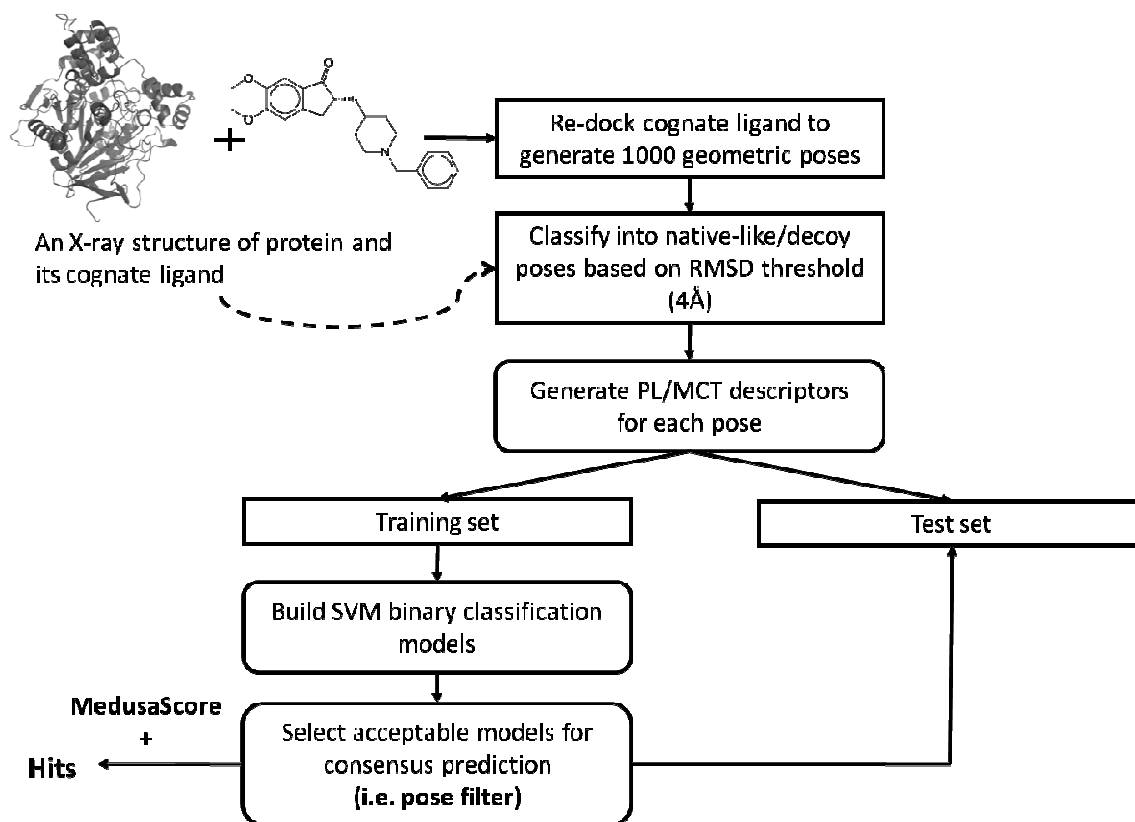 O
O
O
N
+
An X-ray structure of protein and
its cognate ligand
Re-dock cognate ligand to
generate 1000 geometric poses
Classify into native-like/decoy
poses based on RMSD threshold
(4Å)
Generate PL/MCT descriptors
for each pose
Training set
Test set
Build SVM binary classification
models
Select acceptable models for
consensus prediction
(i.e. pose filter)
MedusaScore
+
Hits